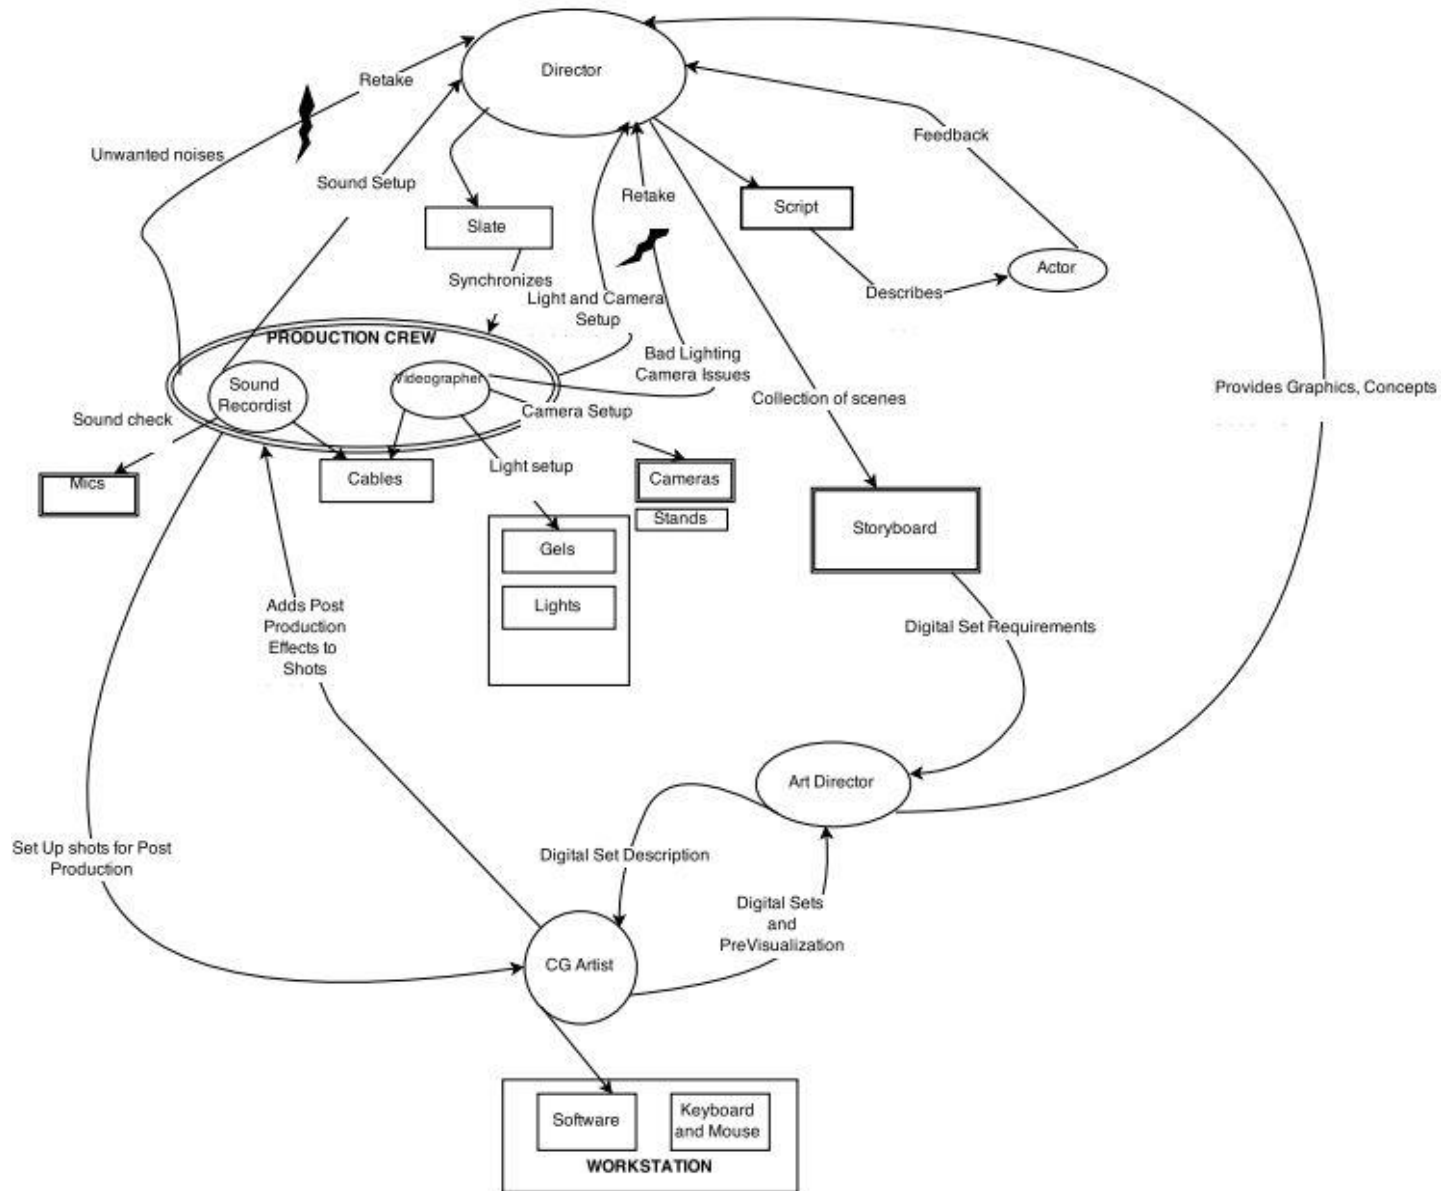 Director
Retake
Feedback
Unwanted noises
Sound Setup
Retake
Script
Slate
Actor
Synchronizes
Describes
Light and Camera
Setup
PRODUCTION CREW
Bad Lighting
Camera Issues
Videographer
Sound
Recordist
Provides Graphics, Concepts
Collection of scenes
Camera Setup
Sound check
Light setup
Mics
Cables
Cameras
Stands
Storyboard
Gels
Lights
Adds Post
Production
Effects to
Shots
Digital Set Requirements
Art Director
Set Up shots for Post
Production
Digital Set Description
Digital Sets
and
PreVisualization
CG Artist
Software
Keyboard
and Mouse
WORKSTATION